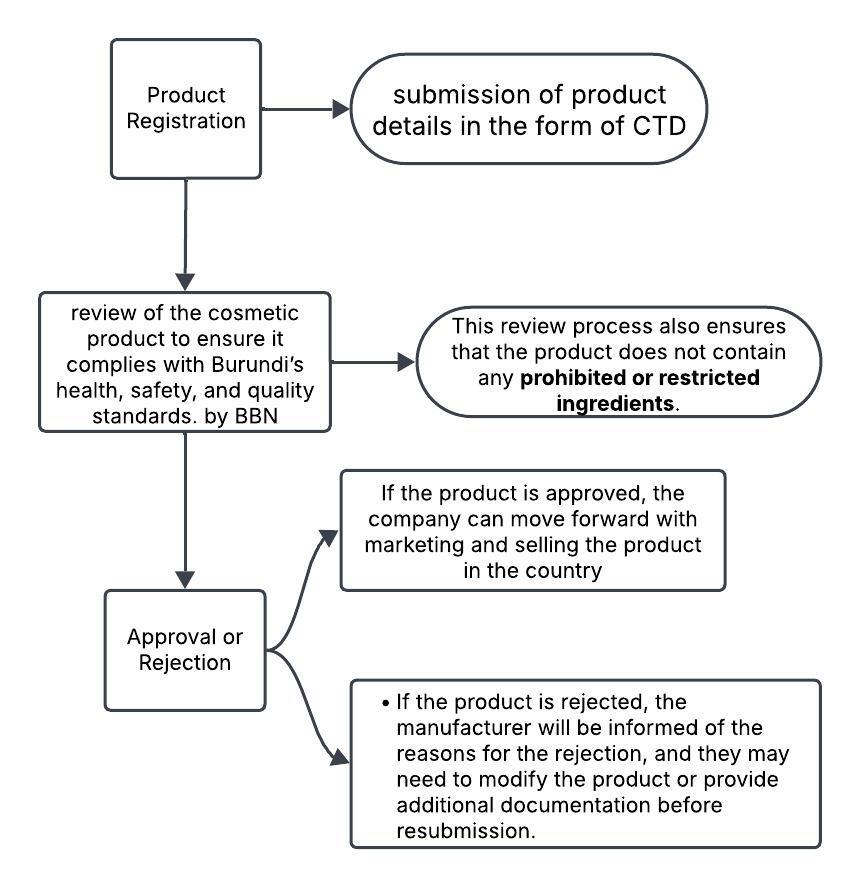 Product
Registration
submission of product
details in the form of CTD
review of the cosmetic
product to ensure it
complies with Burundi's
health, safety, and quality
standards. by BBN
This review process also ensures
that the product does not contain
any prohibited or restricted
ingredients.
If the product is approved, the
company can move forward with
marketing and selling the product
in the country
Approval or
Rejection
• If the product is rejected, the
manufacturer will be informed of the
reasons for the rejection, and they may
need to modify the product or provide
additional documentation before
resubmission.